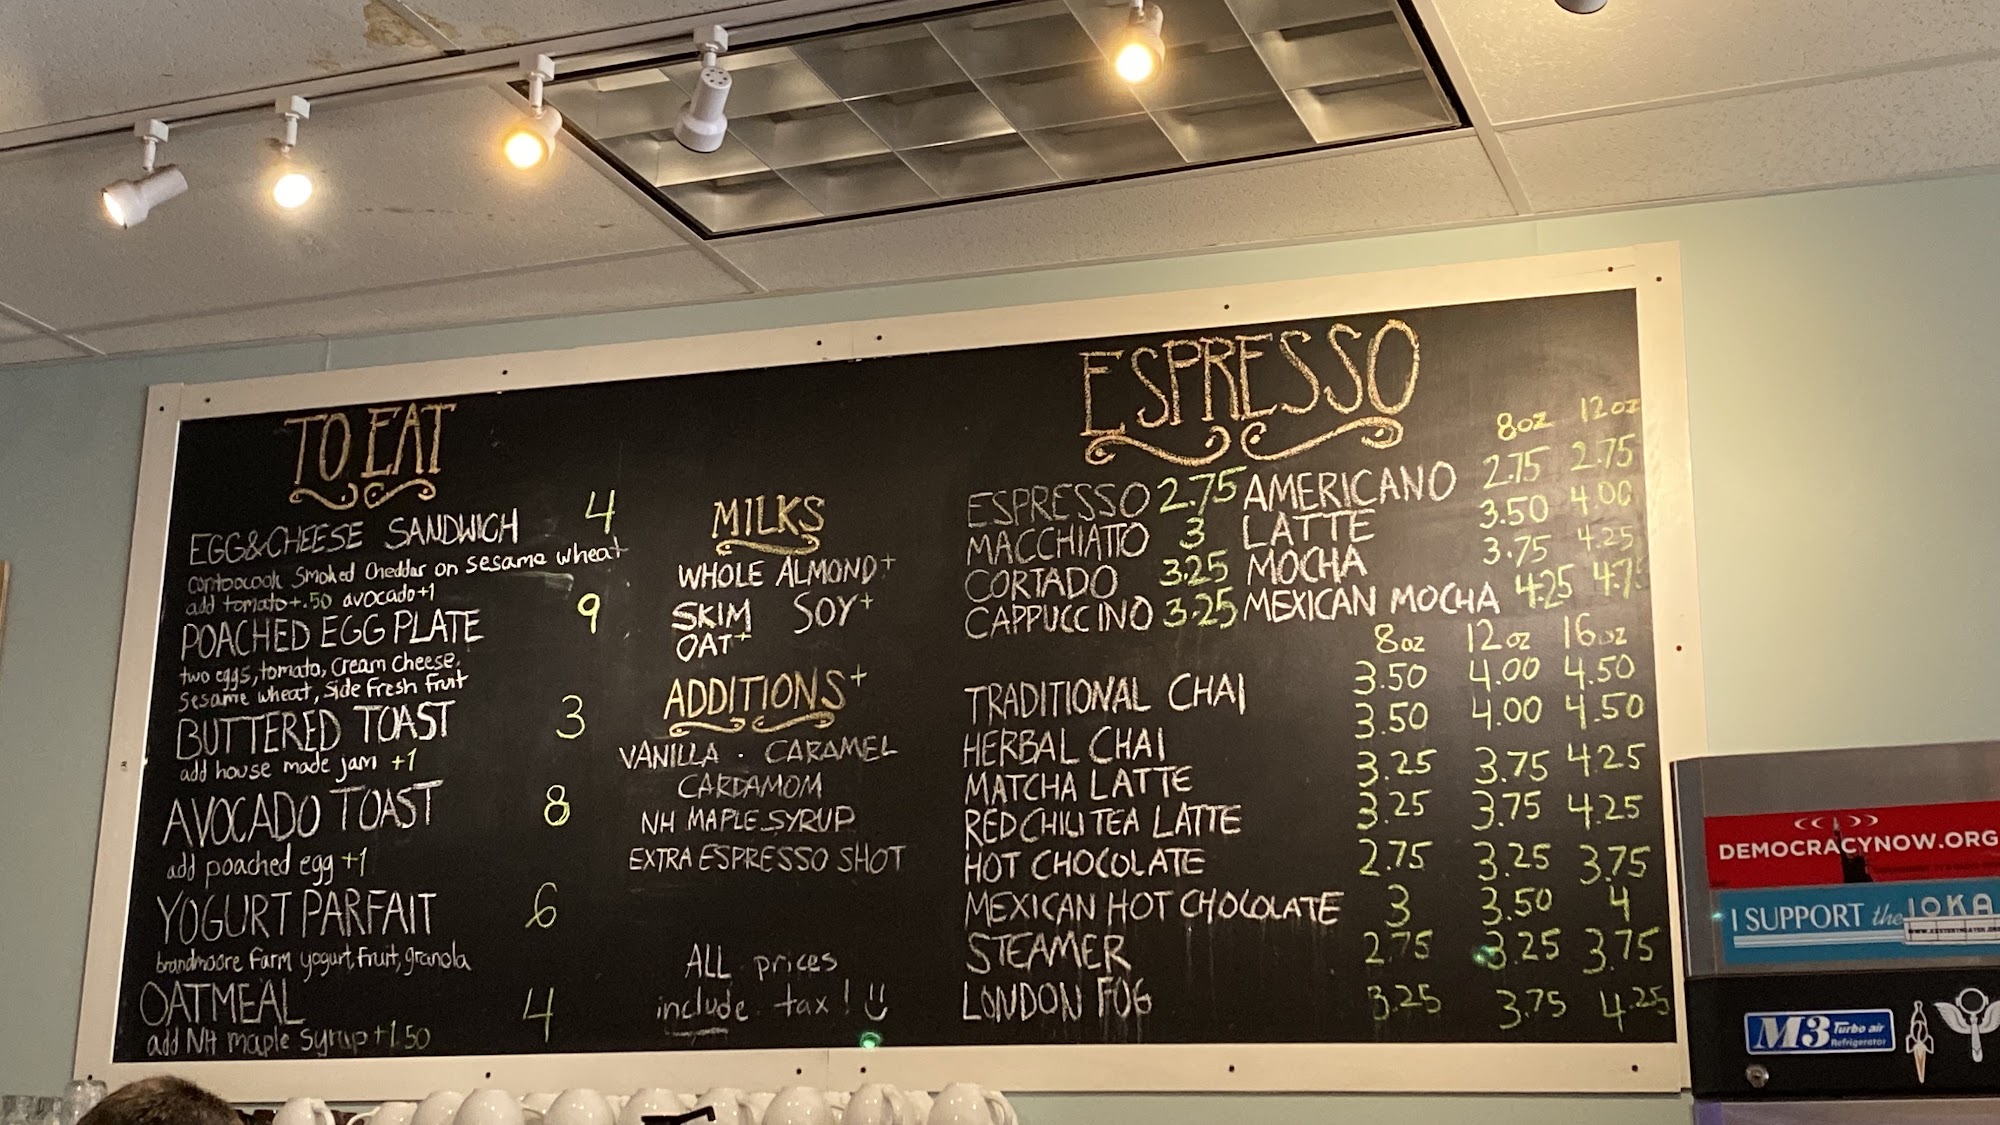 TO EAT
EGG&CHEESE SANDWICH 4
contoocook smoked cheddar on sesame wheat
add tomato+.50 avocado+1
POACHED EGG PLATE 9
two eggs, tomato, cream cheese,
sesame wheat, side fresh fruit
BUTTERED TOAST 3
add house made jam +1
AVOCADO TOAST 8
add poached egg +1
YOGURT PARFAIT 6
brandmoore farm yogurt, fruit, granola
OATMEAL 4
add NH maple syrup +1.50
MILKS
WHOLE ALMOND+
SKIM SOY+
OAT+
ADDITIONS+
VANILLA · CARAMEL
CARDAMOM
NH MAPLE SYRUP
EXTRA ESPRESSO SHOT
ALL prices
include tax!
ESPRESSO
8oz 12oz
ESPRESSO 2.75 AMERICANO 2.75 2.75
MACCHIATTO 3 LATTE 3.50 4.00
CORTADO 3.25 MOCHA 3.75 4.25
CAPPUCCINO 3.25 MEXICAN MOCHA 4.25 4.75
8oz 12oz 16oz
TRADITIONAL CHAI 3.50 4.00 4.50
HERBAL CHAI 3.50 4.00 4.50
MATCHA LATTE 3.25 3.75 4.25
RED CHILI TEA LATTE 3.25 3.75 4.25
HOT CHOCOLATE 2.75 3.25 3.75
MEXICAN HOT CHOCOLATE 3 3.50 4
STEAMER 2.75 3.25 3.75
LONDON FOG 3.25 3.75 4.25
DEMOCRACYNOW.ORG
I SUPPORT the IOKA
M3 Turbo air
Refrigerator